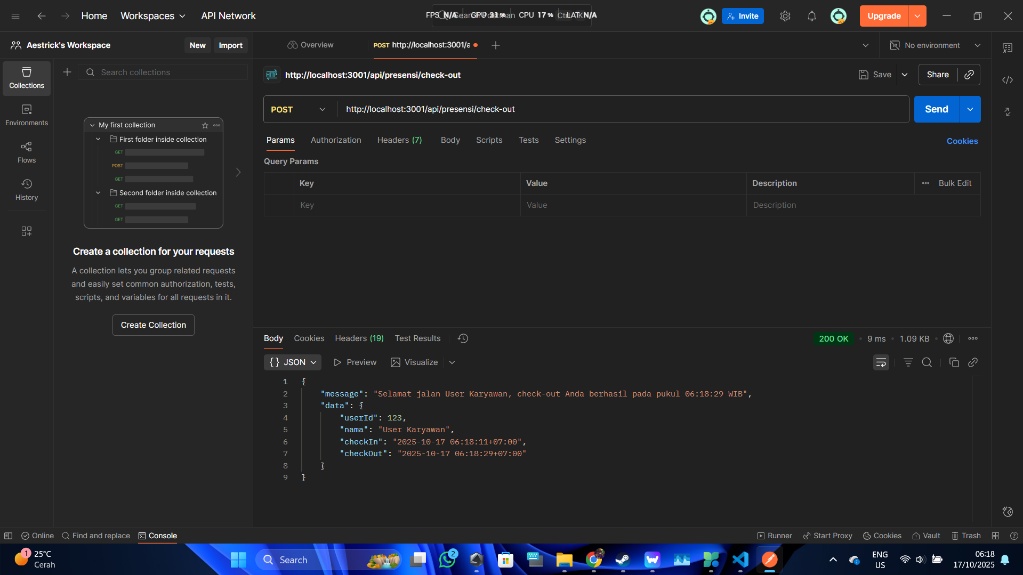 Home Workspaces API Network
FPS N/A GPU 31% CPU 17% LAT N/A
Invite
Upgrade
Aestrick's Workspace New Import
Overview POST http://localhost:3001/a No environment
Collections
Environments
Flows
History
Search collections
My first collection
First folder inside collection
GET
POST
GET
Second folder inside collection
GET
GET
Create a collection for your requests
A collection lets you group related requests
and easily set common authorization, tests,
scripts, and variables for all requests in it.
Create Collection
http://localhost:3001/api/presensi/check-out Save Share
POST http://localhost:3001/api/presensi/check-out Send
Params Authorization Headers (7) Body Scripts Tests Settings Cookies
Query Params
Key Value Description Bulk Edit
Key Value Description
Body Cookies Headers (19) Test Results 200 OK 9 ms 1.09 KB
{} JSON Preview Visualize
1 {
2 "message": "Selamat jalan User Karyawan, check-out Anda berhasil pada pukul 06:18:29 WIB",
3 "data": {
4 "userId": 123,
5 "nama": "User Karyawan",
6 "checkIn": "2025-10-17 06:18:11+07:00",
7 "checkOut": "2025-10-17 06:18:29+07:00"
8 }
9 }
Online Find and replace Console Runner Start Proxy Cookies Vault Trash
1
25°C
Cerah
Search
2
ENG
US
06:18
17/10/2025